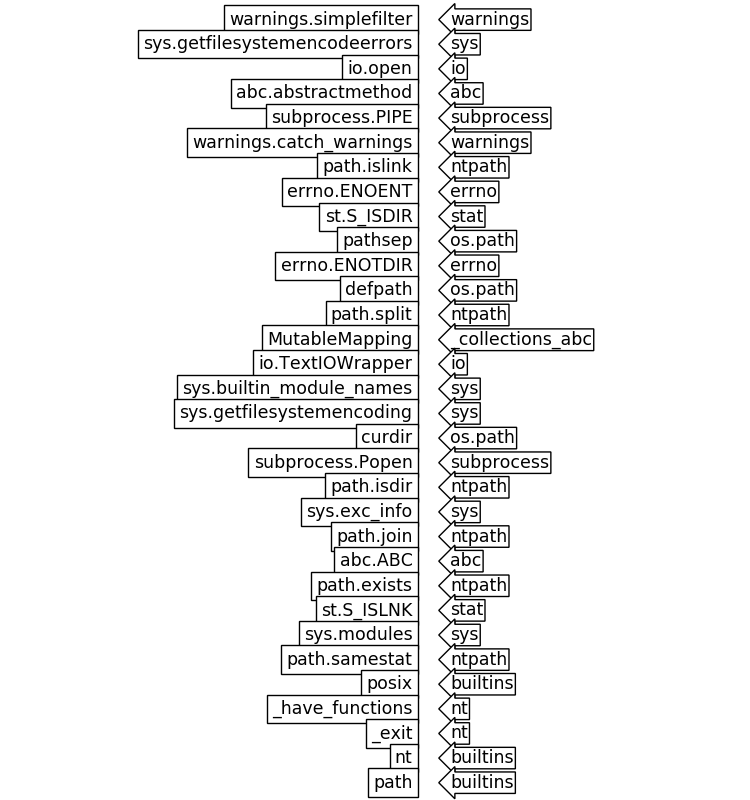 warnings.simplefilter warnings
sys.getfilesystemencodeerrors sys
io.open io
abc.abstractmethod abc
subprocess.PIPE subprocess
warnings.catch_warnings warnings
path.islink ntpath
errno.ENOENT errno
st.S_ISDIR stat
pathsep os.path
errno.ENOTDIR errno
defpath os.path
path.split ntpath
MutableMapping _collections_abc
io.TextIOWrapper io
sys.builtin_module_names sys
sys.getfilesystemencoding sys
curdir os.path
subprocess.Popen subprocess
path.isdir ntpath
sys.exc_info sys
path.join ntpath
abc.ABC abc
path.exists ntpath
st.S_ISLNK stat
sys.modules sys
path.samestat ntpath
posix builtins
_have_functions nt
_exit nt
nt builtins
path builtins